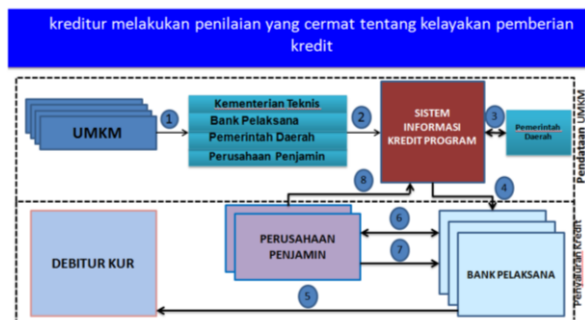 kreditur melakukan penilaian yang cermat tentang kelayakan pemberian
kredit
UMKM
1
Kementerian Teknis
Bank Pelaksana
Pemerintah Daerah
Perusahaan Penjamin
2
SISTEM
INFORMASI
KREDIT PROGRAM
3
Pemerintah
Daerah
Pendataan UMKM
8
4
DEBITUR KUR
PERUSAHAAN
PENJAMIN
6
7
BANK PELAKSANA
Penyaluran Kredit
5